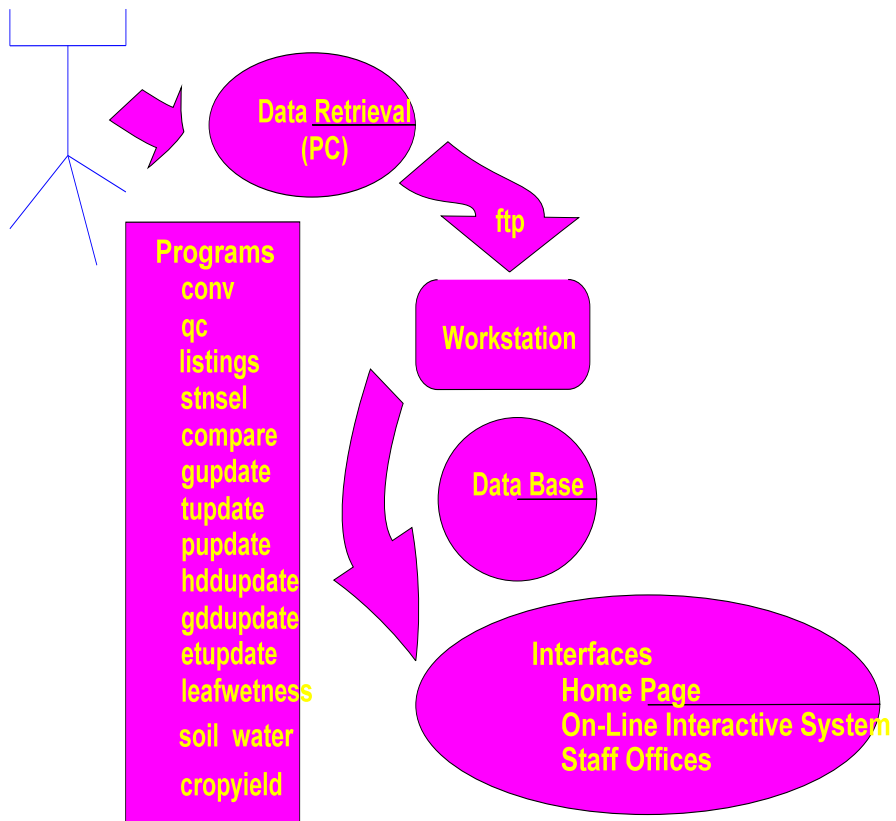 Data Retrieval
(PC)
ftp
Workstation
Data Base
Programs
conv
qc
listings
stnsel
compare
gupdate
tupdate
pupdate
hddupdate
gddupdate
etupdate
leafwetness
soil water
cropyield
Interfaces
Home Page
On-Line Interactive System
Staff Offices